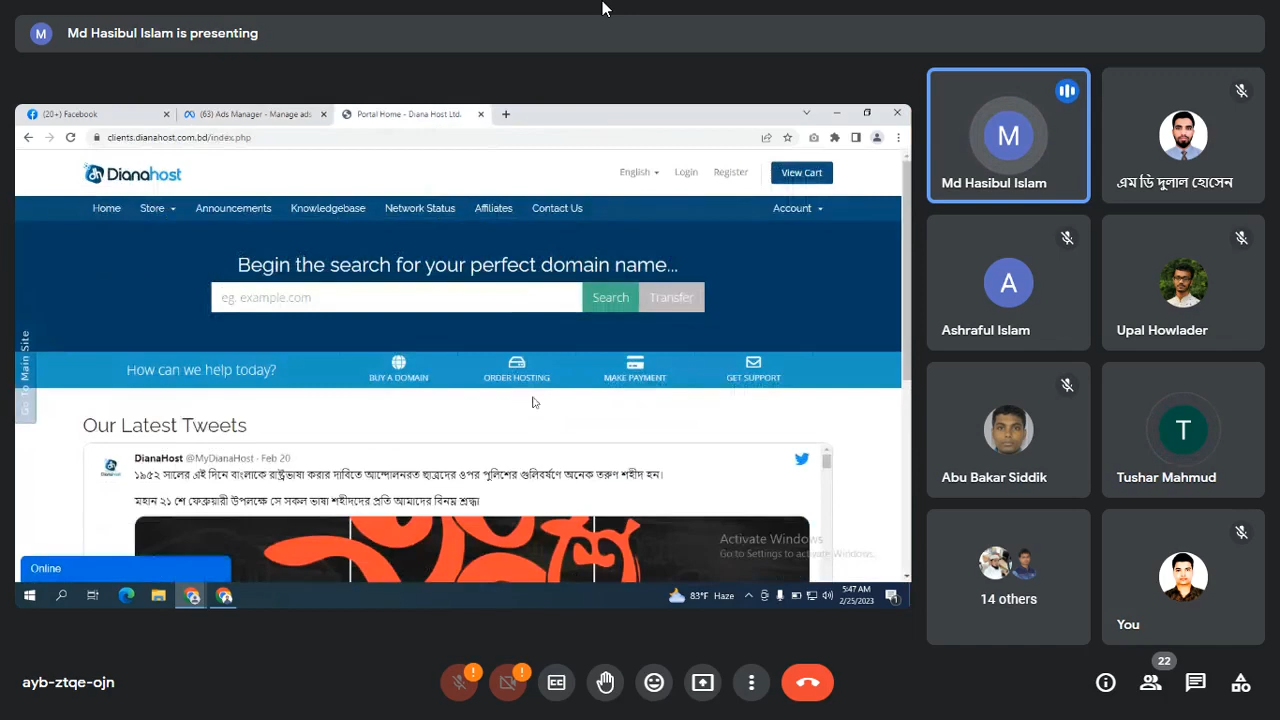 Md Hasibul Islam is presenting
M
(20+) Facebook
(63) Ads Manager - Manage ads
Portal Home - Diana Host Ltd.
clients.dianahost.com.bd/index.php
Dianahost
English
Login
Register
View Cart
Home
Store
Announcements
Knowledgebase
Network Status
Affiliates
Contact Us
Account
Begin the search for your perfect domain name...
eg. example.com
Search
Transfer
Go To Main Site
How can we help today?
BUY A DOMAIN
ORDER HOSTING
MAKE PAYMENT
GET SUPPORT
Our Latest Tweets
DianaHost @MyDianaHost · Feb 20
১৯৫২ সালের এই দিনে বাংলাকে রাষ্ট্রভাষা করার দাবিতে আন্দোলনরত ছাত্রদের ওপর পুলিশের গুলিবর্ষণে অনেক তরুণ শহীদ হন।
মহান ২১ শে ফেব্রুয়ারী উপলক্ষে সে সকল ভাষা শহীদদের প্রতি আমাদের বিনম্র শ্রদ্ধা
Activate Windows
Go to Settings to activate Windows.
Online
83°F Haze
5:47 AM
2/25/2023
M
Md Hasibul Islam
এম ডি দুলাল হোসেন
A
Ashraful Islam
Upal Howlader
Abu Bakar Siddik
T
Tushar Mahmud
14 others
You
ayb-ztqe-ojn
CC
22